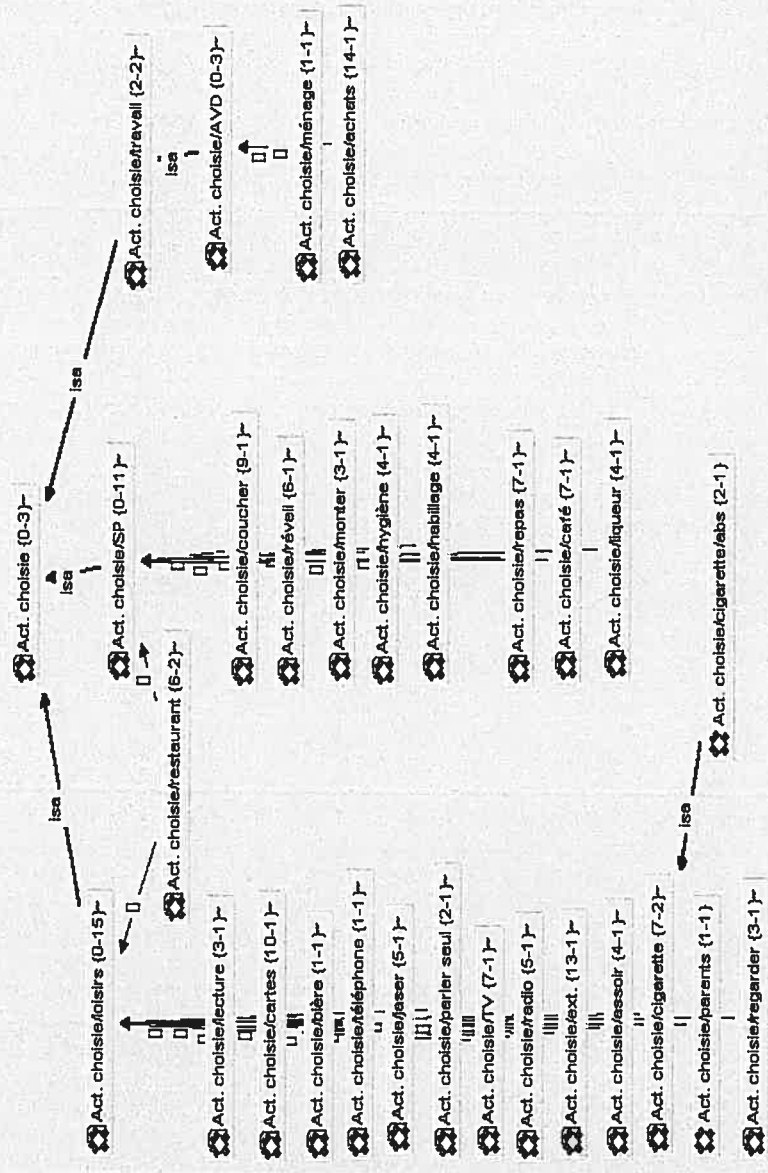 Act. choisie {0-3}~
isa
isa
isa
Act. choisie/loisirs {0-15}~
Act. choisie/SP {0-11}~
Act. choisie/travail {2-2}~
isa
Act. choisie/restaurant {6-2}~
Act. choisie/AVD {0-3}~
Act. choisie/lecture {3-1}~
Act. choisie/cartes {10-1}~
Act. choisie/bière {1-1}~
Act. choisie/téléphone {1-1}~
Act. choisie/jaser {5-1}~
Act. choisie/parler seul {2-1}~
Act. choisie/TV {7-1}~
Act. choisie/radio {5-1}~
Act. choisie/ext. {13-1}~
Act. choisie/assoir {4-1}~
Act. choisie/cigarette {7-2}~
Act. choisie/parents {1-1}
Act. choisie/regarder {3-1}~
isa
Act. choisie/cigarette/abs {2-1}
Act. choisie/coucher {9-1}~
Act. choisie/réveil {6-1}~
Act. choisie/monter {3-1}~
Act. choisie/hygiène {4-1}~
Act. choisie/habillage {4-1}~
Act. choisie/repas {7-1}~
Act. choisie/café {7-1}~
Act. choisie/liqueur {4-1}~
Act. choisie/ménage {1-1}~
Act. choisie/achats {14-1}~